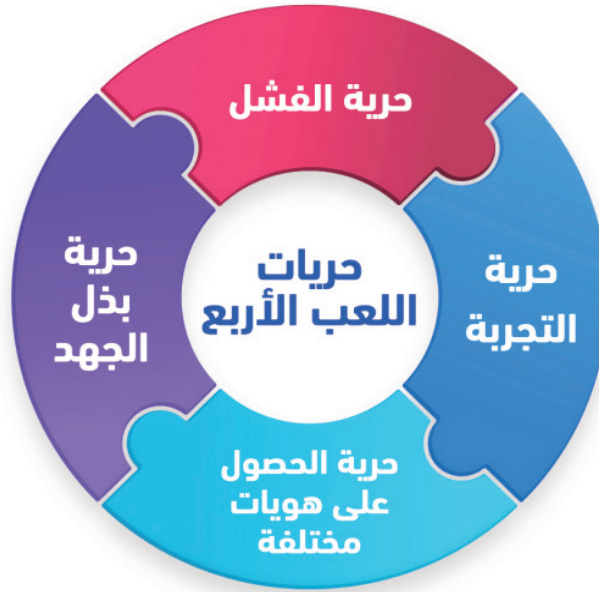 حرية الفشل
حريات
اللعب الأربع
حرية
التجربة
حرية الحصول
على هويات
مختلفة
حرية
بذل
الجهد